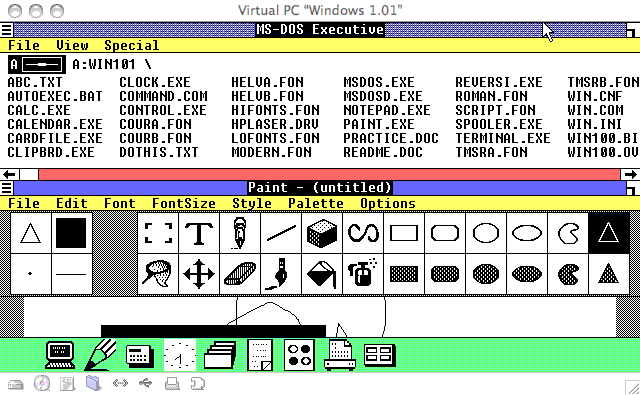 Virtual PC "Windows 1.01"
MS-DOS Executive
File View Special
A A:WIN101 \
ABC.TXT CLOCK.EXE HELVA.FON MSDOS.EXE REVERSI.EXE TMSRB.FON
AUTOEXEC.BAT COMMAND.COM HELVB.FON MSDOSD.EXE ROMAN.FON WIN.CNF
CALC.EXE CONTROL.EXE HIFONTS.FON NOTEPAD.EXE SCRIPT.FON WIN.COM
CALENDAR.EXE COURA.FON HPLASER.DRV PAINT.EXE SPOOLER.EXE WIN.INI
CARDFILE.EXE COURB.FON LOFONTS.FON PRACTICE.DOC TERMINAL.EXE WIN100.BI
CLIPBRD.EXE DOTHIS.TXT MODERN.FON README.DOC TMSRA.FON WIN100.OV
Paint - (untitled)
File Edit Font FontSize Style Palette Options
T